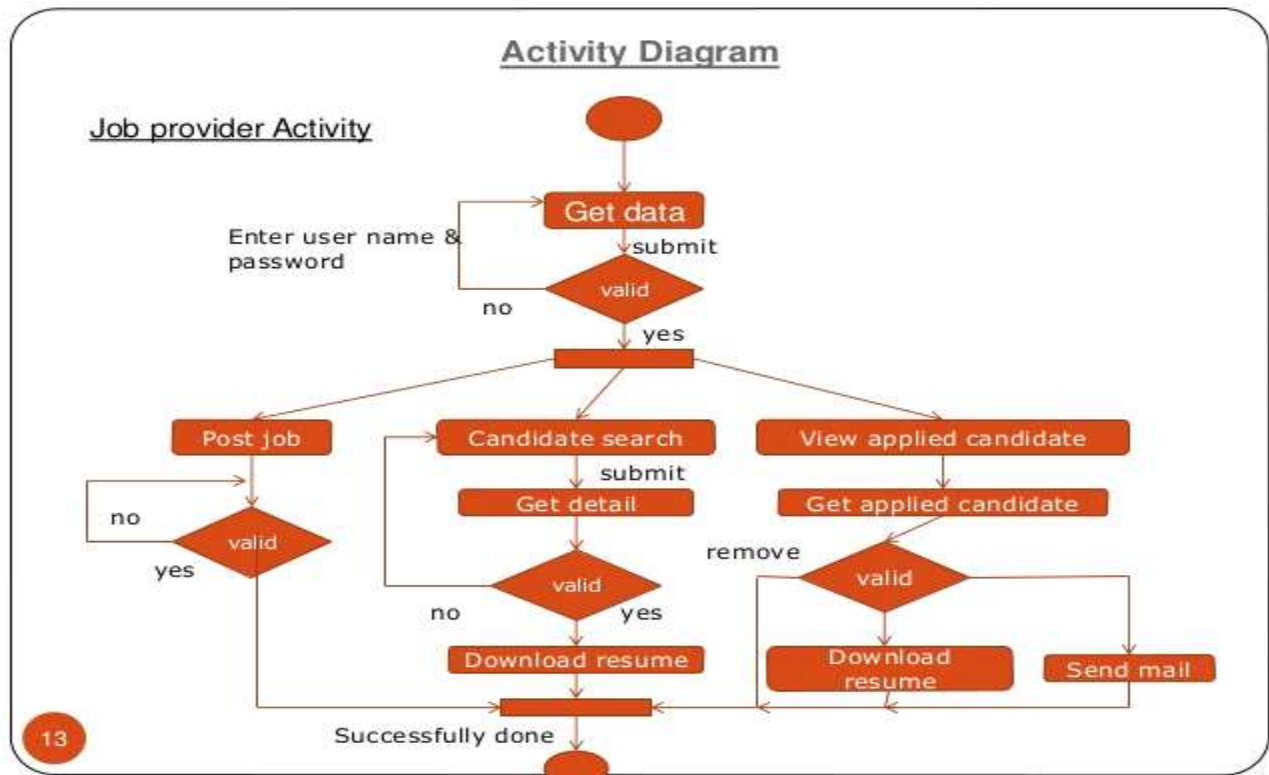 Activity Diagram
Job provider Activity
Get data
Enter user name &
password
submit
valid
no
yes
Post job
Candidate search
View applied candidate
submit
Get detail
Get applied candidate
no
valid
yes
remove
valid
valid
no
yes
Download resume
Download
resume
Send mail
Successfully done
13